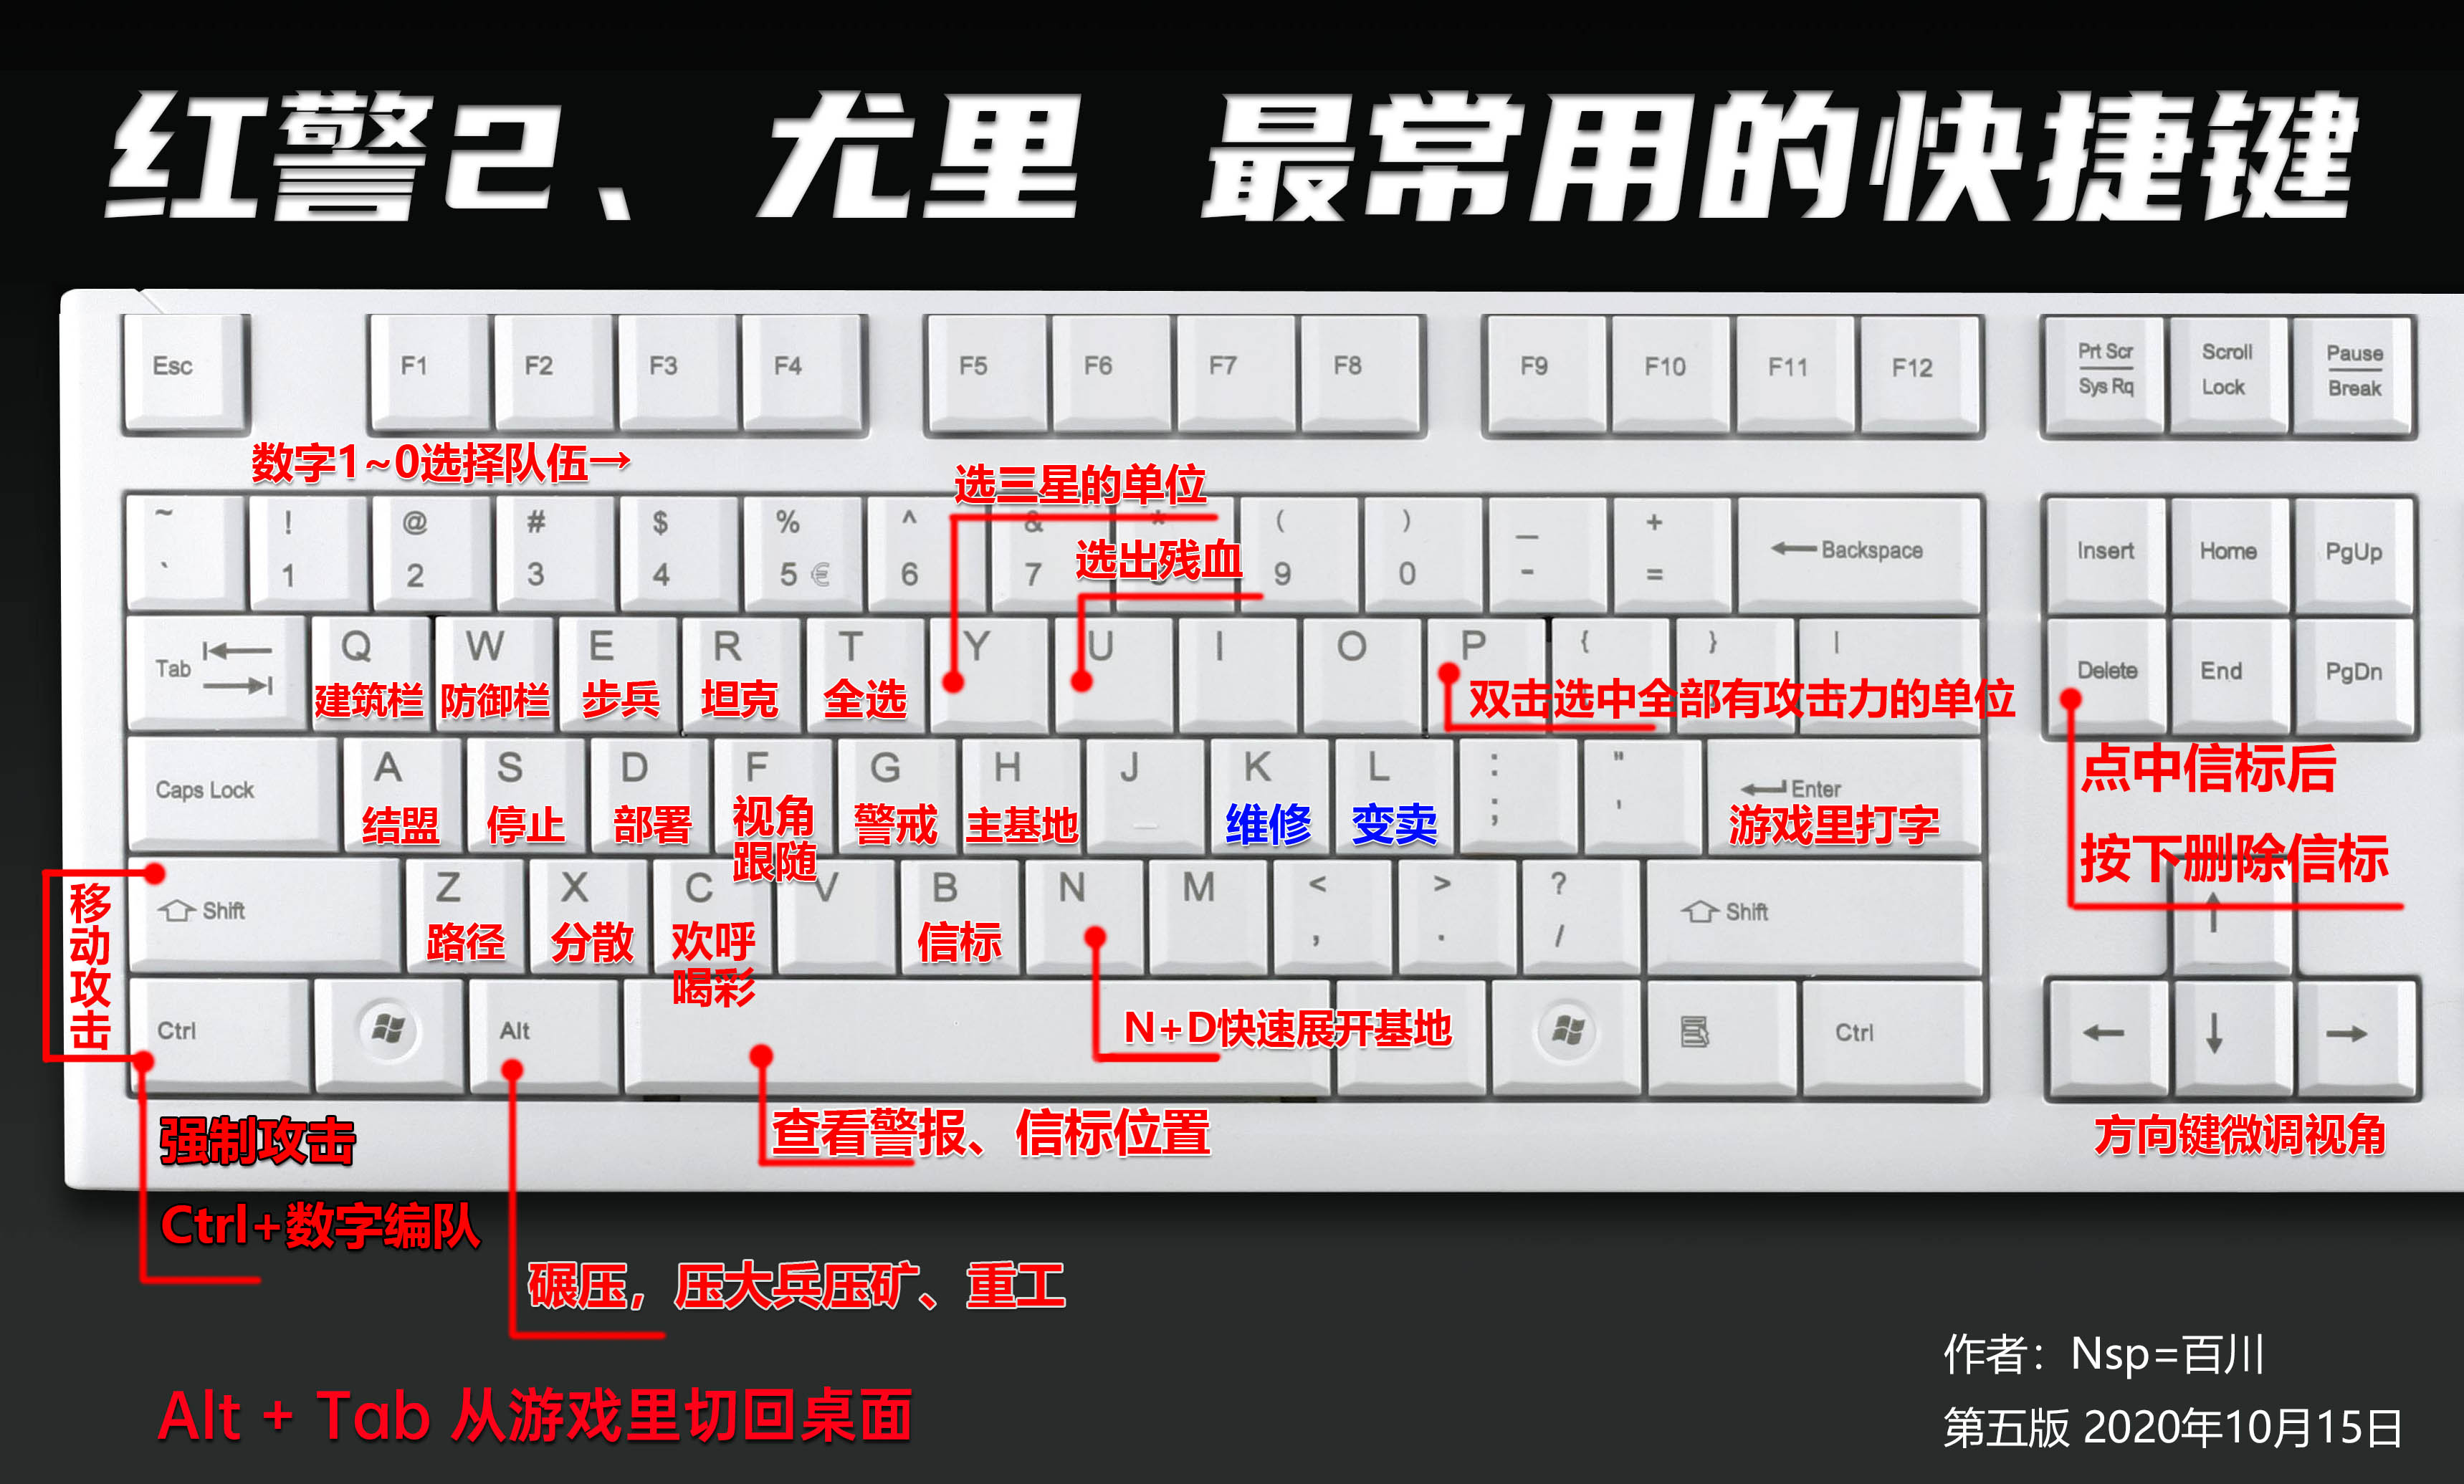 红警2、尤里 最常用的快捷键
Esc F1 F2 F3 F4 F5 F6 F7 F8 F9 F10 F11 F12 Prt Scr Sys Rq Scroll Lock Pause Break
数字1~0选择队伍→
选三星的单位
选出残血
~ ` ! 1 @ 2 # 3 $ 4 % 5 € ^ 6 & 7 * ( 9 ) 0 — - + = ←Backspace Insert Home PgUp
Tab Q W E R T Y U I O P { } | Delete End PgDn
建筑栏 防御栏 步兵 坦克 全选 双击选中全部有攻击力的单位
点中信标后
按下删除信标
Caps Lock A S D F G H J K L : ; " ' Enter
结盟 停止 部署 视角跟随 警戒 主基地 维修 变卖 游戏里打字
移动攻击
Shift Z X C V B N M < , > . ? / Shift ↑
路径 分散 欢呼喝彩 信标
N+D快速展开基地
Ctrl Alt Ctrl ← ↓ →
查看警报、信标位置
方向键微调视角
强制攻击
Ctrl+数字编队
碾压，压大兵压矿、重工
Alt + Tab 从游戏里切回桌面
作者：Nsp=百川
第五版 2020年10月15日